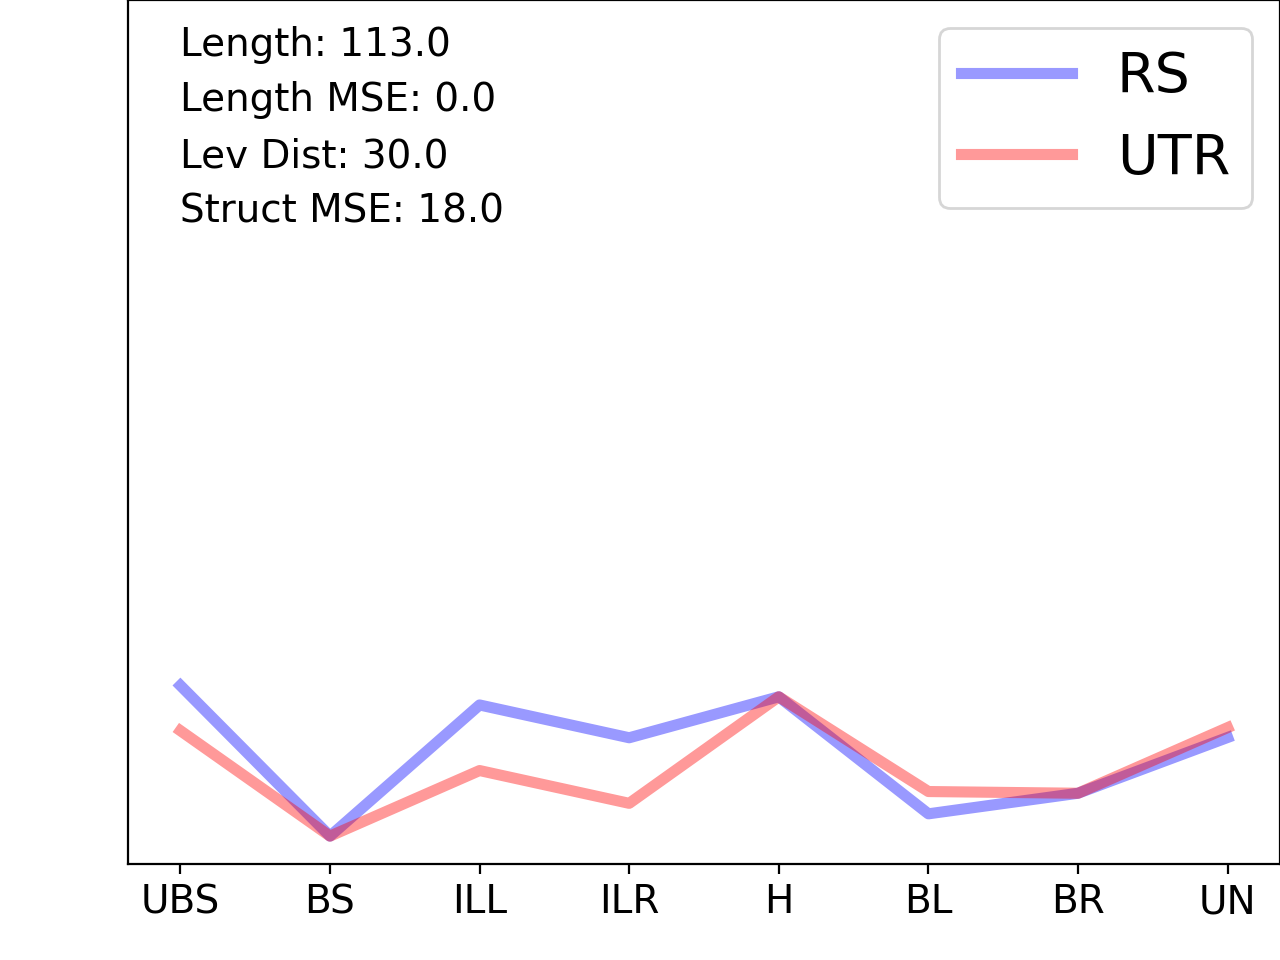 Length: 113.0
Length MSE: 0.0
Lev Dist: 30.0
Struct MSE: 18.0
RS
UTR
UBS BS ILL ILR H BL BR UN